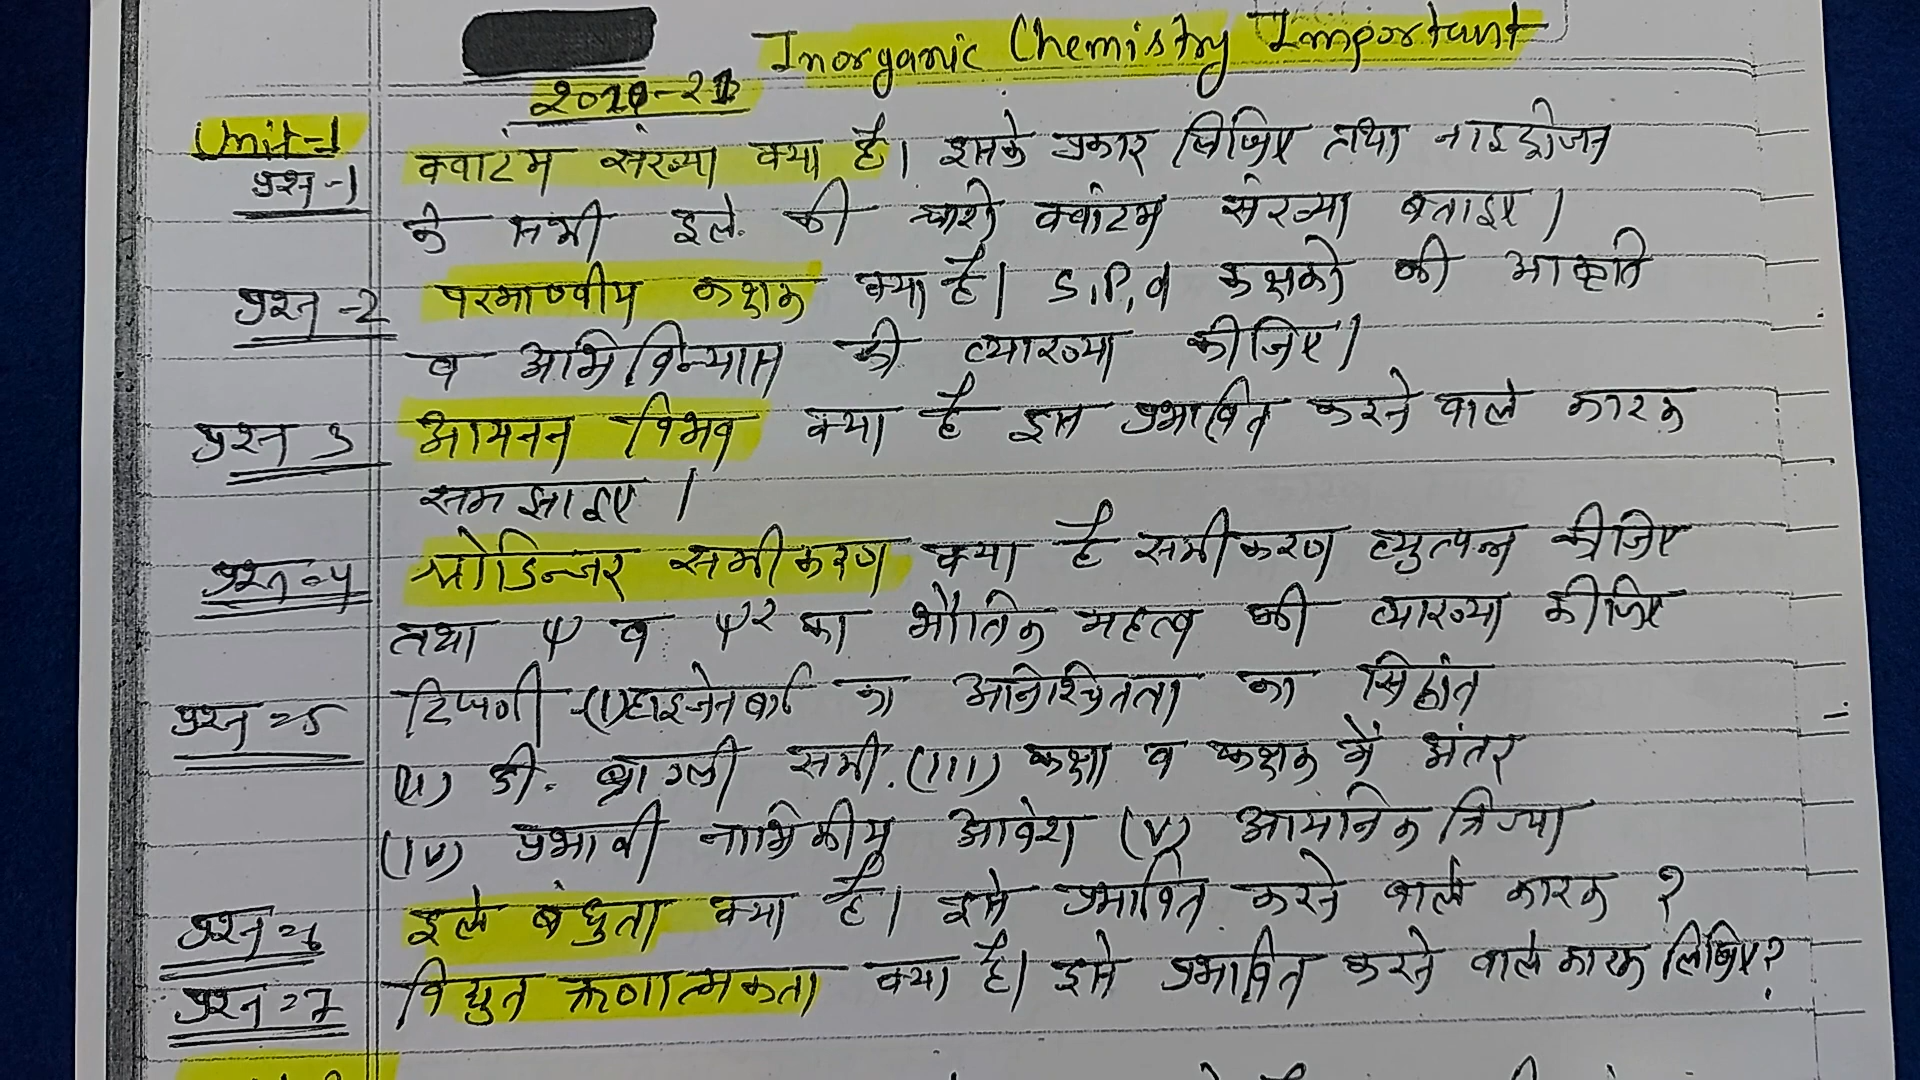 Inorganic Chemistry Important
Unit-1
प्रश्न-1 क्वांटम संख्या क्या है। इसके प्रकार लिखिए तथा नाइट्रोजन
के सभी इले. की चारो क्वांटम संख्या बताइए।
प्रश्न-2 परमाण्वीय कक्षक क्या है। S,P,व कक्षको की आकृति
व अभिविन्यास की व्याख्या कीजिए।
प्रश्न 3 आयनन विभव क्या है इसे प्रभावित करने वाले कारक
समझाइए।
प्रश्न-4 श्रोडिन्जर समीकरण क्या है समीकरण व्युत्पन्न कीजिए
तथा ψ व ψ² का भौतिक महत्व की व्याख्या कीजिए
प्रश्न-5 टिप्पणी -(i) हाइजेनबर्ग का अनिश्चितता का सिद्धांत
(ii) डी. ब्राग्ली समी. (iii) कक्षा व कक्षक में अंतर
(iv) प्रभावी नाभिकीय आवेश (v) आयनिक त्रिज्या
प्रश्न-6 इले बंधुता क्या है। इसे प्रभावित करने वाले कारक ?
प्रश्न-7 विद्युत ऋणात्मकता क्या है। इसे प्रभावित करने वाले कारक लिखिए?